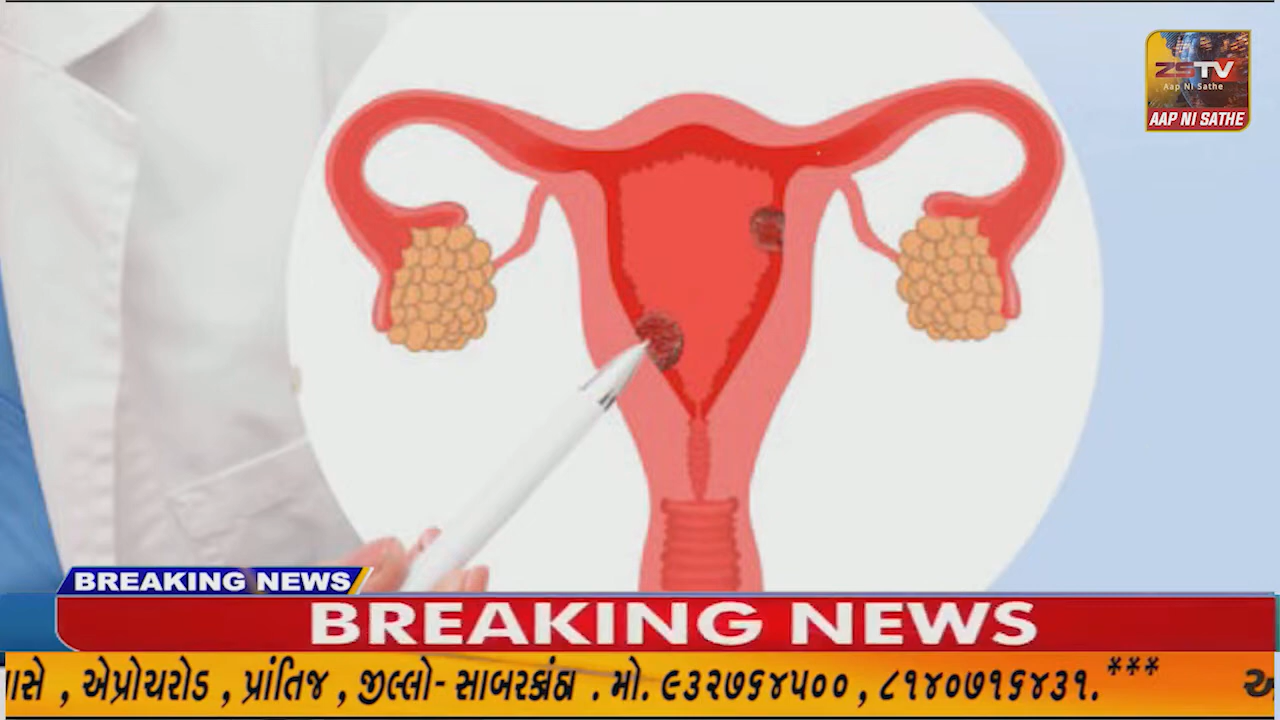 ZSTV
Aap Ni Sathe
AAP NI SATHE
BREAKING NEWS
BREAKING NEWS
સે , એપ્રોચરોડ , પ્રાંતિજ , જીલ્લો- સાબરકાંઠા . મો. ૯૩૨૭૬૪૫૦૦ , ૮૧૪૦૭૧૬૪૩૧.***